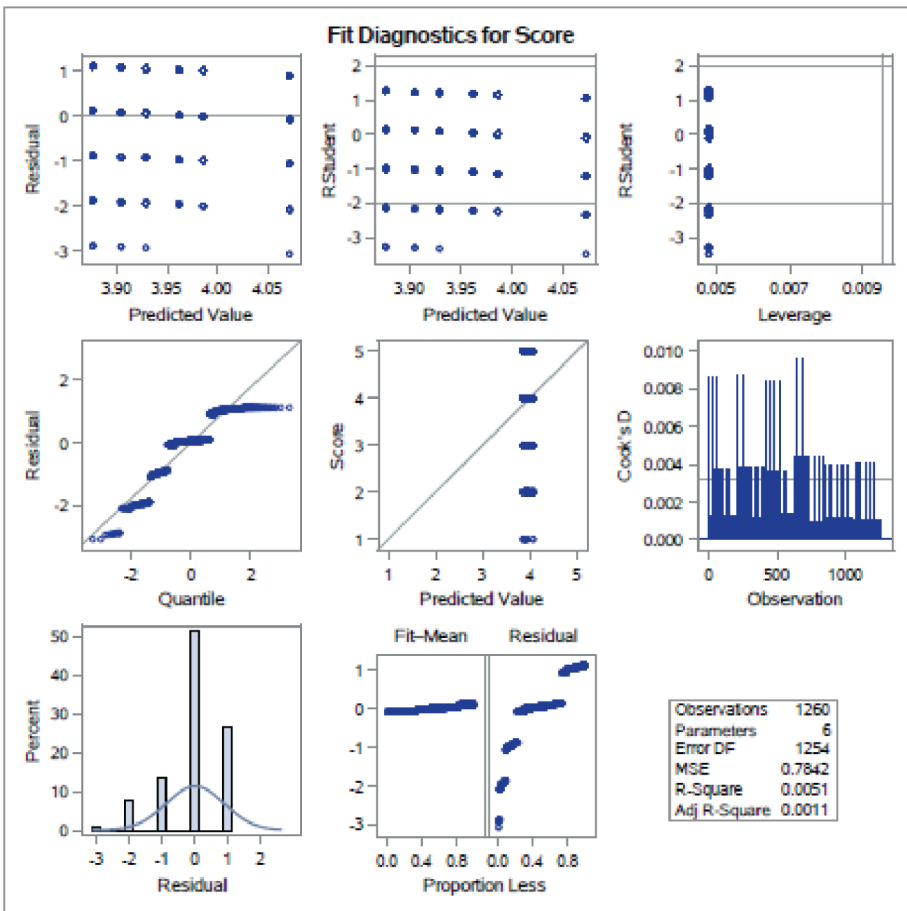 Fit Diagnostics for Score
Residual
1
0
-1
-2
-3
3.90 3.95 4.00 4.05
Predicted Value
RStudent
2
1
0
-1
-2
-3
3.90 3.95 4.00 4.05
Predicted Value
RStudent
2
1
0
-1
-2
-3
0.005 0.007 0.009
Leverage
Residual
2
0
-2
-2 0 2
Quantile
Score
5
4
3
2
1
1 2 3 4 5
Predicted Value
Cook's D
0.010
0.008
0.006
0.004
0.002
0.000
0 500 1000
Observation
Percent
50
40
30
20
10
0
-3 -2 -1 0 1 2
Residual
Fit–Mean Residual
1
0
-1
-2
-3
0.0 0.4 0.8 0.0 0.4 0.8
Proportion Less
Observations 1260
Parameters 6
Error DF 1254
MSE 0.7842
R-Square 0.0051
Adj R-Square 0.0011